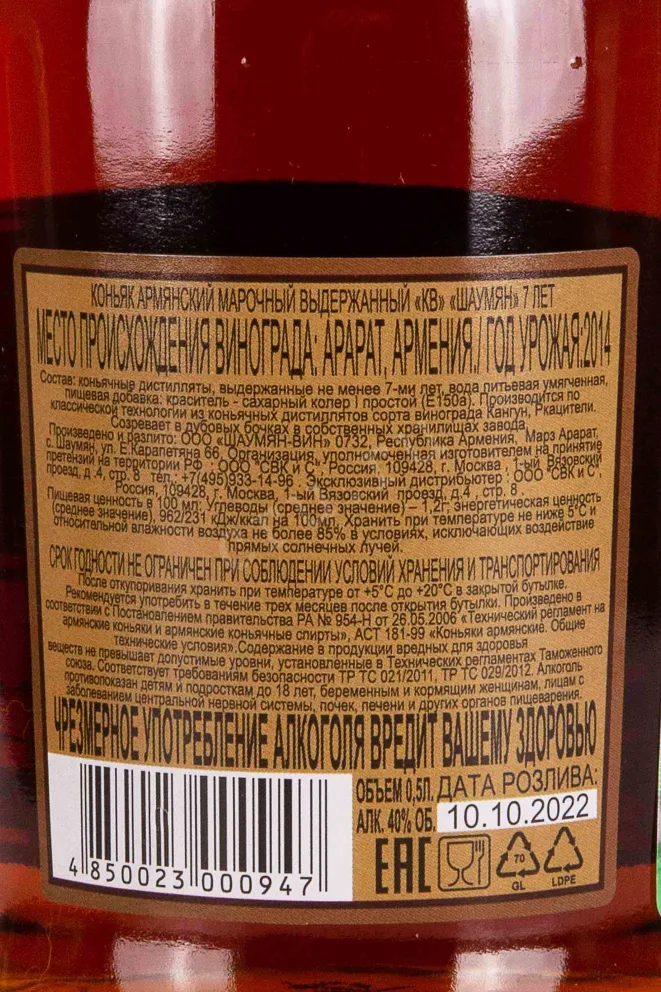 КОНЬЯК АРМЯНСКИЙ МАРОЧНЫЙ ВЫДЕРЖАННЫЙ «КВ» «ШАУМЯН» 7 ЛЕТ
МЕСТО ПРОИСХОЖДЕНИЯ ВИНОГРАДА: АРАРАТ, АРМЕНИЯ./ ГОД УРОЖАЯ:2014
Состав: коньячные дистилляты, выдержанные не менее 7-ми лет, вода питьевая умягченная,
пищевая добавка: краситель - сахарный колер I простой (Е150а). Производится по
классической технологии из коньячных дистиллятов сорта винограда Кангун, Ркацители.
Созревает в дубовых бочках в собственных хранилищах завода.
Произведено и разлито: ООО «ШАУМЯН-ВИН» 0732, Республика Армения, Марз Арарат,
с. Шаумян, ул. Е.Карапетяна 66, Организация, уполномоченная изготовителем на принятие
претензий на территории РФ : ООО "СВК и С", Россия, 109428, г. Москва , 1-ый Вязовский
проезд, д .4, стр. 8 тел.: +7(495)933-14-96 . Эксклюзивный дистрибьютер : ООО "СВК и С",
Россия, 109428, г. Москва, 1-ый Вязовский проезд, д.4 , стр. 8
Пищевая ценность в 100 мл: Углеводы (среднее значение) – 1,2г; энергетическая ценность
(среднее значение), 962/231 кДж/ккал на 100мл. Хранить при температуре не ниже 5°С и
относительной влажности воздуха не более 85% в условиях, исключающих воздействие
прямых солнечных лучей.
СРОК ГОДНОСТИ НЕ ОГРАНИЧЕН ПРИ СОБЛЮДЕНИИ УСЛОВИЙ ХРАНЕНИЯ И ТРАНСПОРТИРОВАНИЯ
После откупоривания хранить при температуре от +5°С до +20°С в закрытой бутылке.
Рекомендуется употребить в течение трех месяцев после открытия бутылки. Произведено в
соответствии с Постановлением правительства РА № 954-Н от 26.05.2006 «Технический регламент на
армянские коньяки и армянские коньячные спирты», АСТ 181-99 «Коньяки армянские. Общие
технические условия».Содержание в продукции вредных для здоровья
веществ не превышает допустимые уровни, установленные в Технических регламентах Таможенного
союза. Соответствует требованиям безопасности ТР ТС 021/2011, ТР ТС 029/2012. Алкоголь
противопоказан детям и подросткам до 18 лет, беременным и кормящим женщинам, лицам с
заболеванием центральной нервной системы, почек, печени и других органов пищеварения.
ЧРЕЗМЕРНОЕ УПОТРЕБЛЕНИЕ АЛКОГОЛЯ ВРЕДИТ ВАШЕМУ ЗДОРОВЬЮ
ОБЪЕМ 0,5Л. ДАТА РОЗЛИВА:
АЛК. 40% ОБ. 10.10.2022
4 850023 000947
ЕАС
70
GL
LDPE